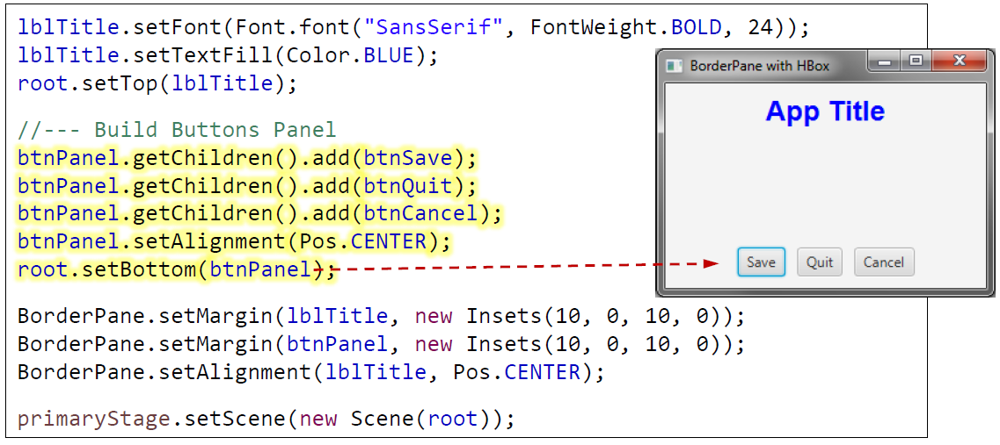 lblTitle.setFont(Font.font("SansSerif", FontWeight.BOLD, 24));
lblTitle.setTextFill(Color.BLUE);
root.setTop(lblTitle);
//--- Build Buttons Panel
btnPanel.getChildren().add(btnSave);
btnPanel.getChildren().add(btnQuit);
btnPanel.getChildren().add(btnCancel);
btnPanel.setAlignment(Pos.CENTER);
root.setBottom(btnPanel);
BorderPane.setMargin(lblTitle, new Insets(10, 0, 10, 0));
BorderPane.setMargin(btnPanel, new Insets(10, 0, 10, 0));
BorderPane.setAlignment(lblTitle, Pos.CENTER);
primaryStage.setScene(new Scene(root));
BorderPane with HBox
App Title
Save Quit Cancel